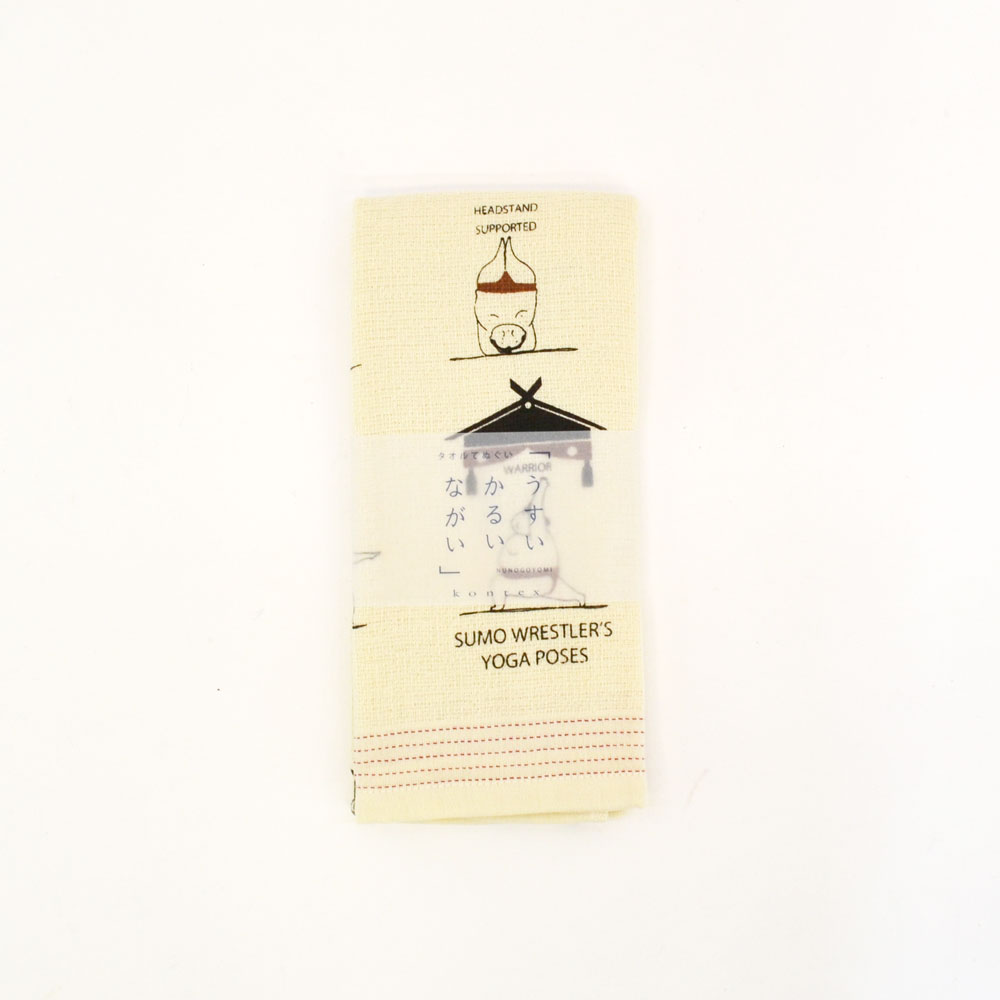 HEADSTAND
SUPPORTED
タオルてぬぐい
WARRIOR
「うすい
かるい
ながい」
MONOGOYOMI
kontex
SUMO WRESTLER'S
YOGA POSES